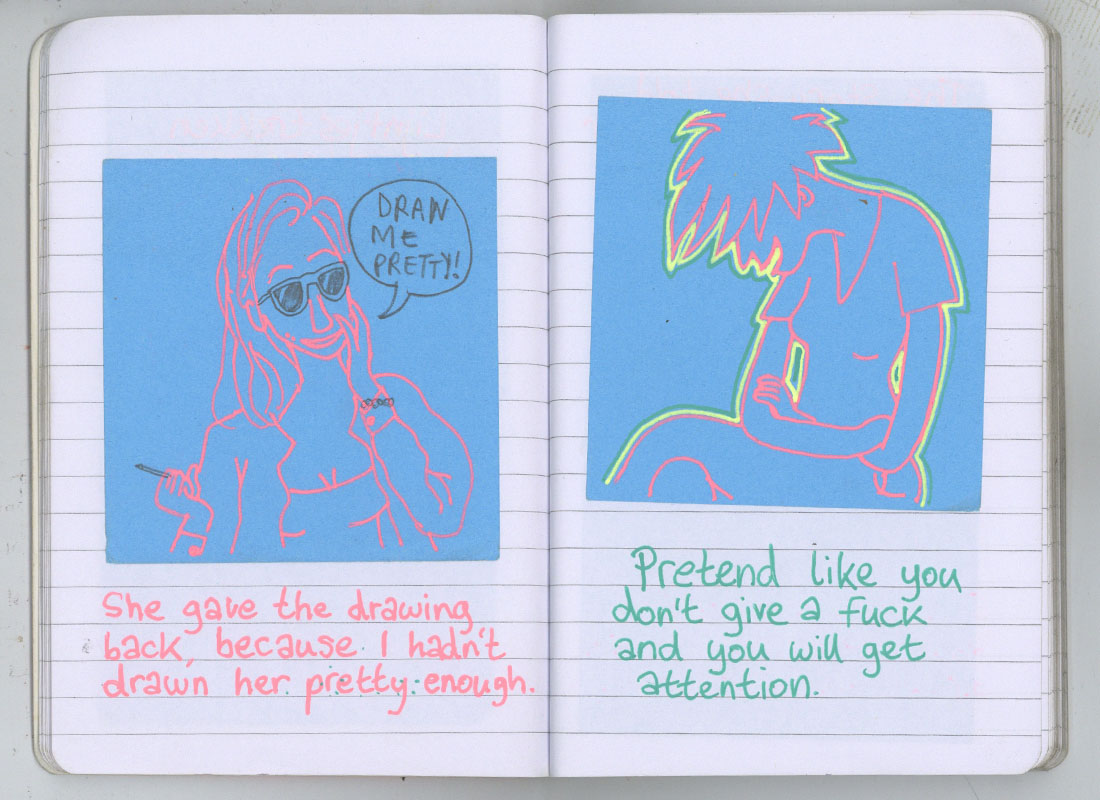 DRAW
ME
PRETTY!
She gave the drawing
back, because I hadn't
drawn her pretty enough.
Pretend like you
don't give a fuck
and you will get
attention.